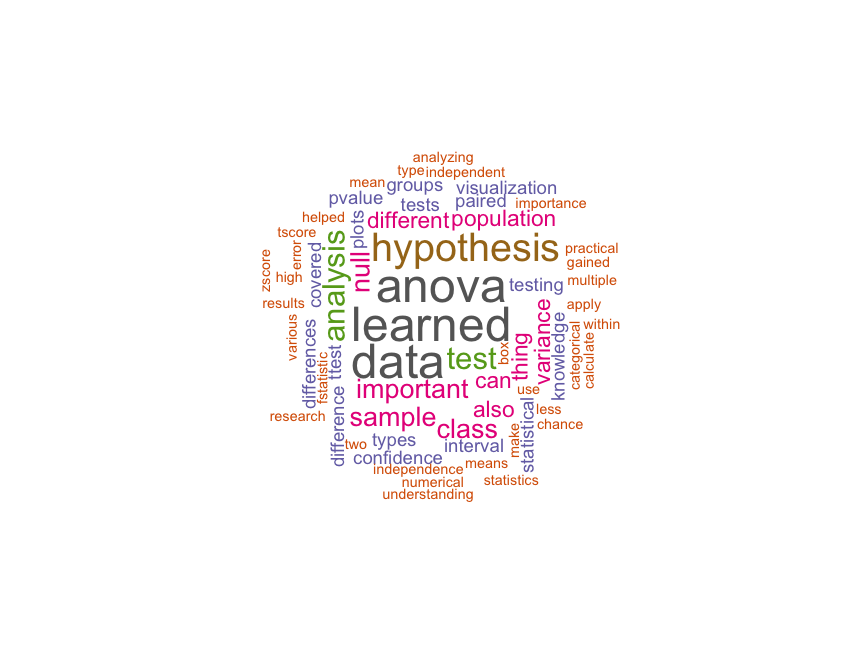 analyzing
type independent
mean groups visualization
pvalue tests paired importance
helped plots different population
tscore
zscore error high covered analysis null hypothesis practical
gained
anova testing multiple
results learned variance knowledge apply
various differences ttest data test box thing categorical calculate within
fstatistic important can use
research difference sample also less
class statistical make chance
two types interval
confidence
independence means
numerical statistics
understanding